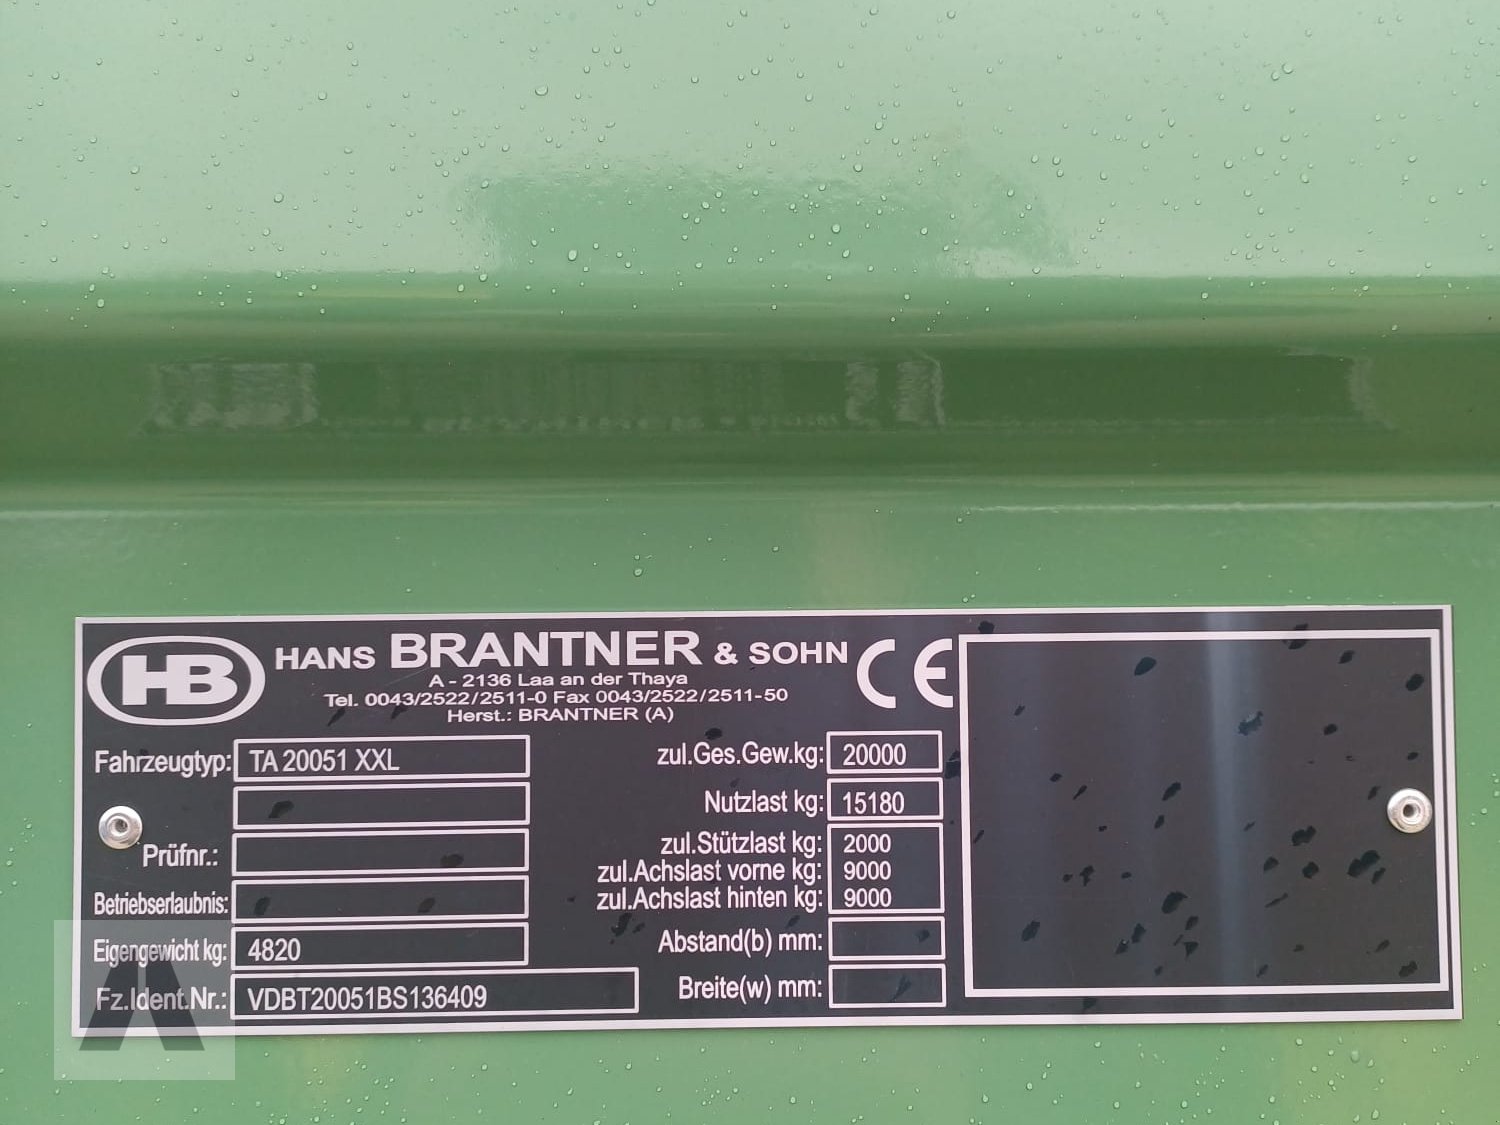 HB
HANS BRANTNER & SOHN CE
A - 2136 Laa an der Thaya
Tel. 0043/2522/2511-0 Fax 0043/2522/2511-50
Herst.: BRANTNER (A)
Fahrzeugtyp: TA 20051 XXL
Prüfnr.:
Betriebserlaubnis:
Eigengewicht kg: 4820
Fz.Ident.Nr.: VDBT20051BS136409
zul.Ges.Gew.kg: 20000
Nutzlast kg: 15180
zul.Stützlast kg: 2000
zul.Achslast vorne kg: 9000
zul.Achslast hinten kg: 9000
Abstand(b) mm:
Breite(w) mm: